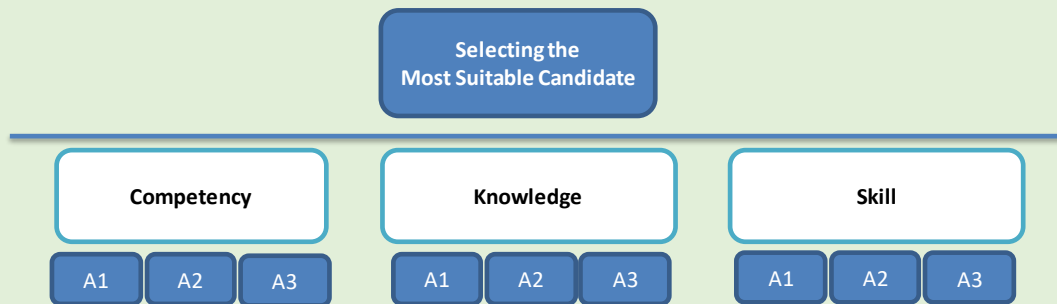 Selecting the
Most Suitable Candidate
Competency
Knowledge
Skill
A1
A2
A3
A1
A2
A3
A1
A2
A3